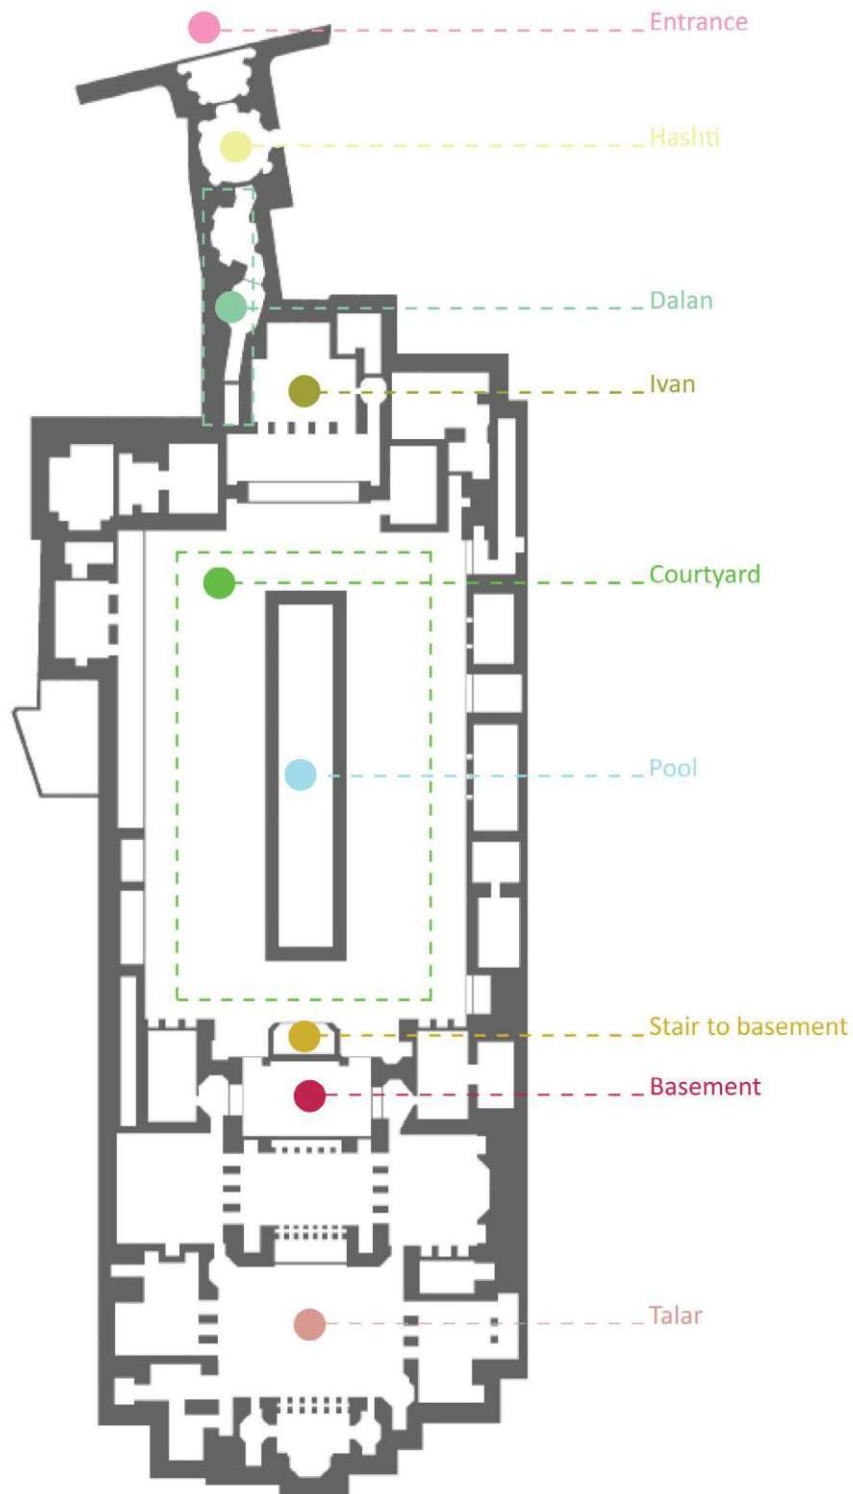 Entrance
Hashti
Dalan
Ivan
Courtyard
Pool
Stair to basement
Basement
Talar